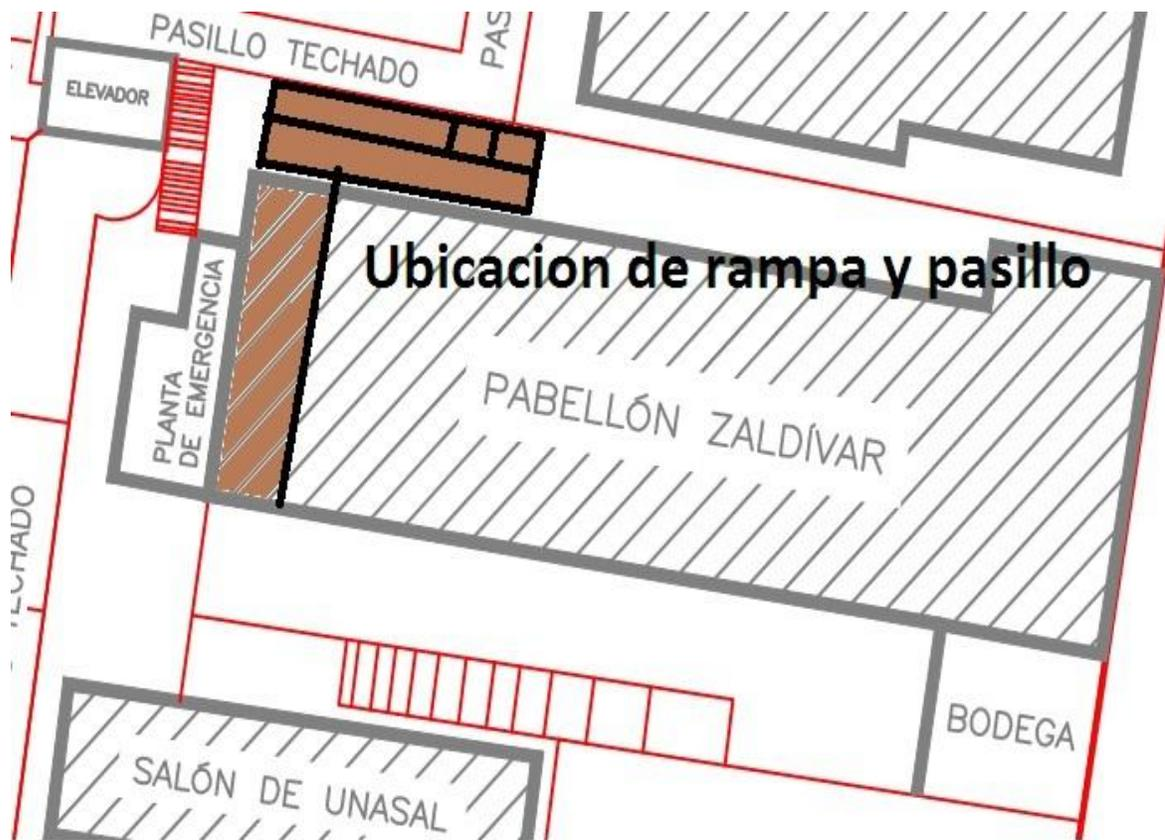 PASILLO TECHADO
PAS
ELEVADOR
Ubicacion de rampa y pasillo
PLANTA
DE EMERGENCIA
PABELLÓN ZALDÍVAR
TECHADO
BODEGA
SALÓN DE UNASAL